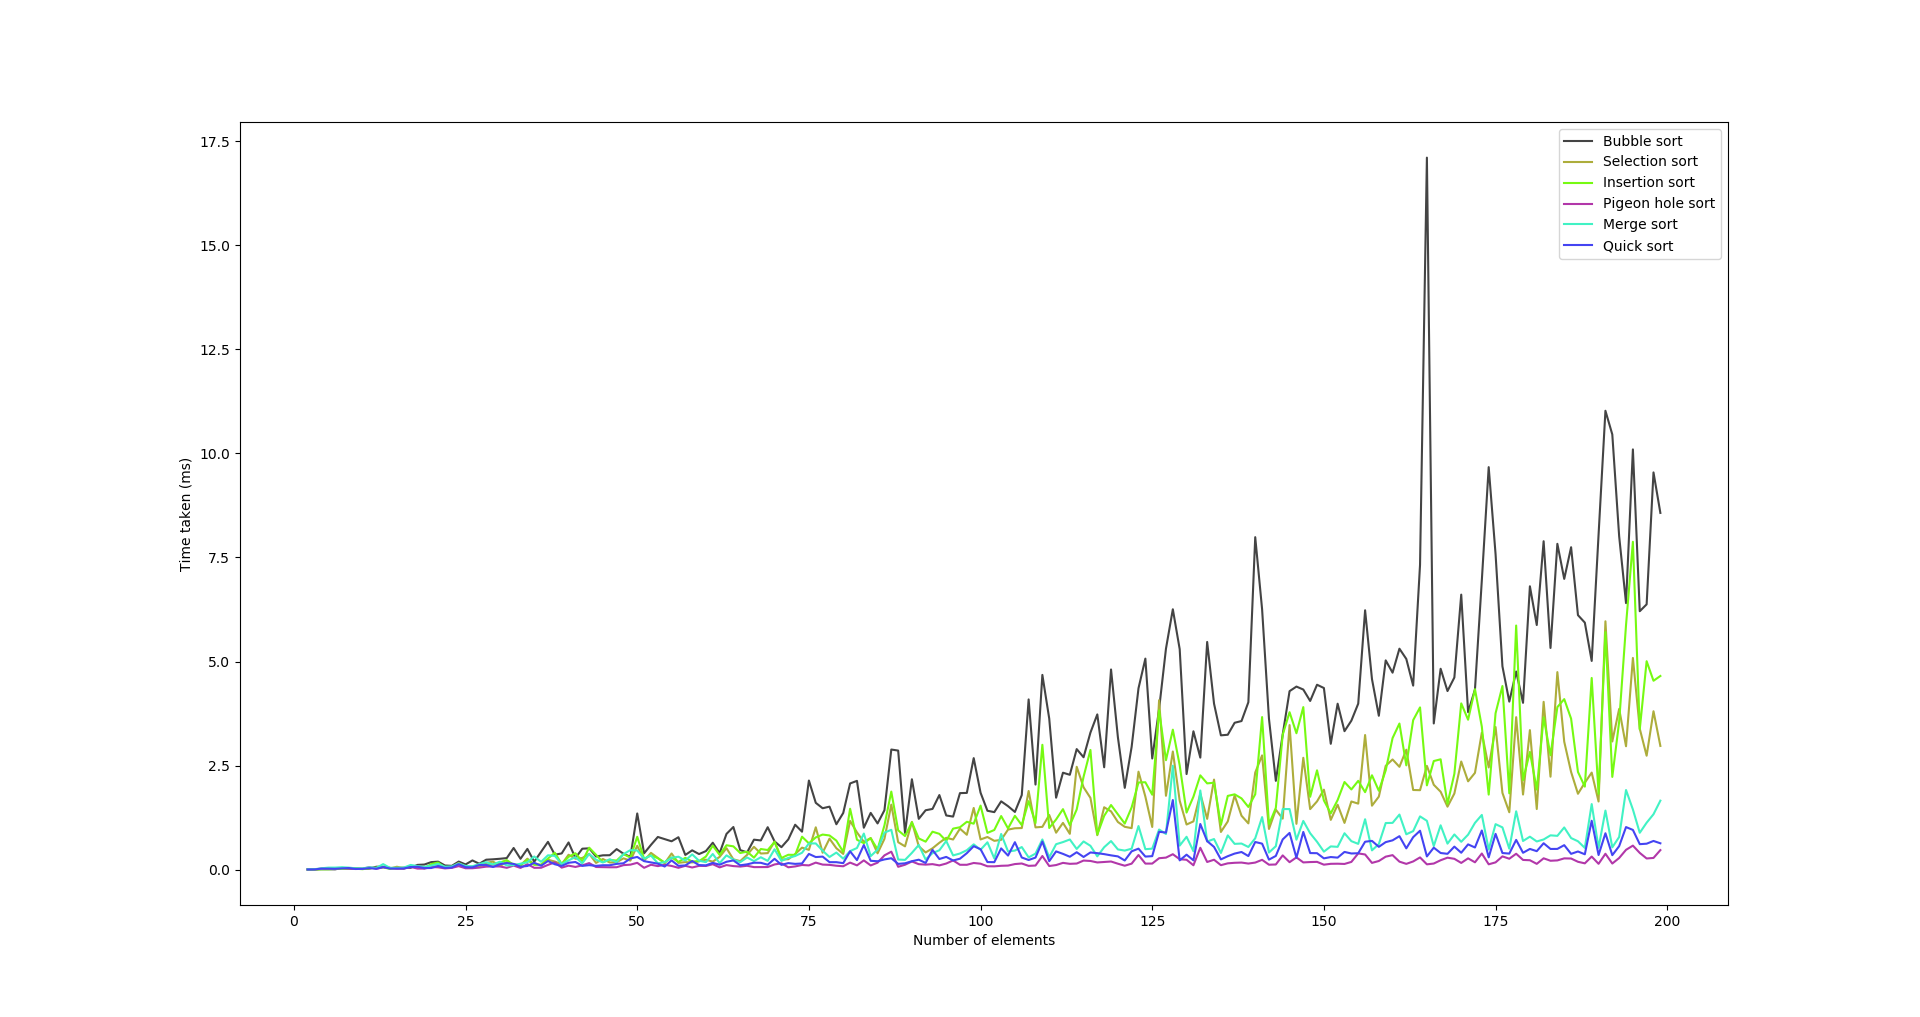 17.5
15.0
12.5
10.0
7.5
5.0
2.5
0.0
Time taken (ms)
0 25 50 75 100 125 150 175 200
Number of elements
Bubble sort
Selection sort
Insertion sort
Pigeon hole sort
Merge sort
Quick sort